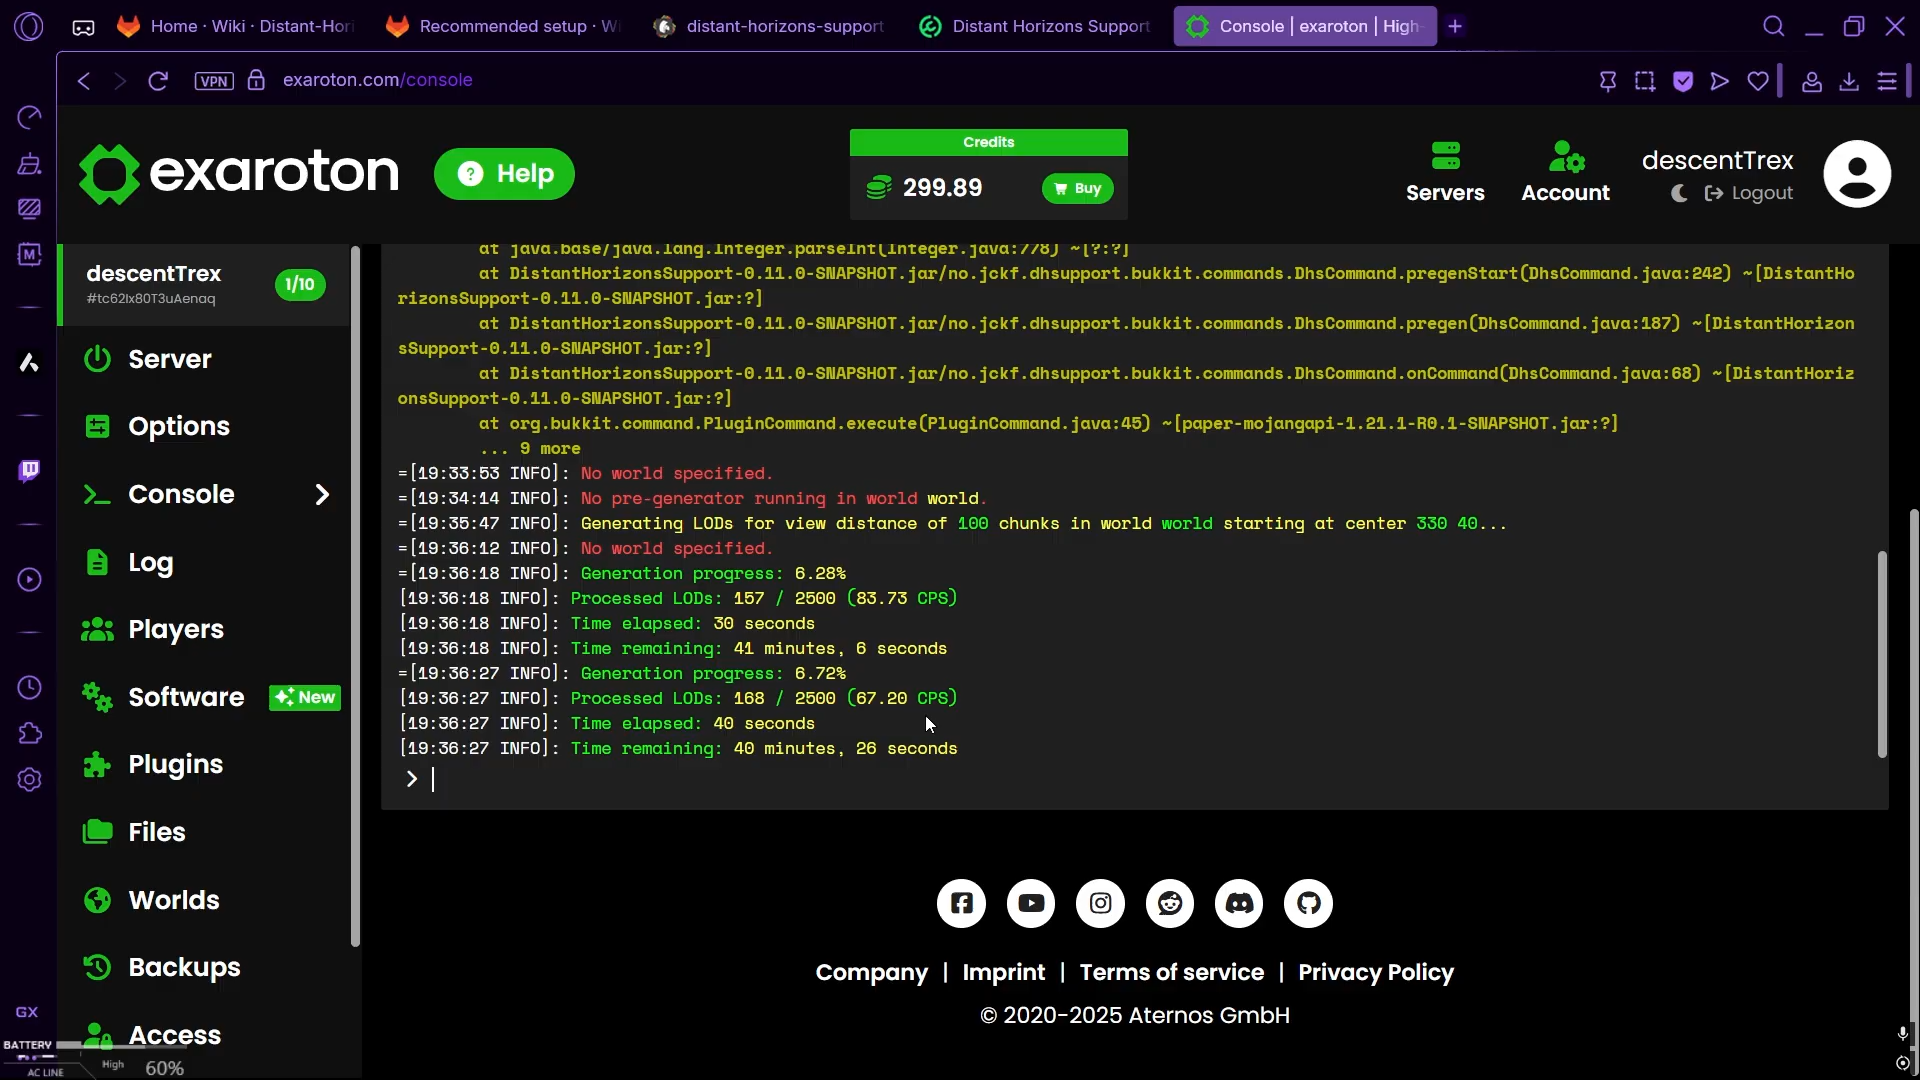 Home · Wiki · Distant-Hori
Recommended setup · Wi
distant-horizons-support
Distant Horizons Support
Console | exaroton | High-
VPN
exaroton.com/console
exaroton
Help
Credits
299.89
Buy
Servers
Account
descentTrex
Logout
descentTrex
#tc62lx80T3uAenaq
1/10
Server
Options
Console
Log
Players
Software
New
Plugins
Files
Worlds
Backups
Access
at java.base/java.lang.Integer.parseInt(Integer.java:778) ~[?:?]
at DistantHorizonsSupport-0.11.0-SNAPSHOT.jar/no.jckf.dhsupport.bukkit.commands.DhsCommand.pregenStart(DhsCommand.java:242) ~[DistantHo
rizonsSupport-0.11.0-SNAPSHOT.jar:?]
at DistantHorizonsSupport-0.11.0-SNAPSHOT.jar/no.jckf.dhsupport.bukkit.commands.DhsCommand.pregen(DhsCommand.java:187) ~[DistantHorizon
sSupport-0.11.0-SNAPSHOT.jar:?]
at DistantHorizonsSupport-0.11.0-SNAPSHOT.jar/no.jckf.dhsupport.bukkit.commands.DhsCommand.onCommand(DhsCommand.java:68) ~[DistantHoriz
onsSupport-0.11.0-SNAPSHOT.jar:?]
at org.bukkit.command.PluginCommand.execute(PluginCommand.java:45) ~[paper-mojangapi-1.21.1-R0.1-SNAPSHOT.jar:?]
... 9 more
=[19:33:53 INFO]: No world specified.
=[19:34:14 INFO]: No pre-generator running in world world.
=[19:35:47 INFO]: Generating LODs for view distance of 100 chunks in world world starting at center 330 40...
=[19:36:12 INFO]: No world specified.
=[19:36:18 INFO]: Generation progress: 6.28%
[19:36:18 INFO]: Processed LODs: 157 / 2500 (83.73 CPS)
[19:36:18 INFO]: Time elapsed: 30 seconds
[19:36:18 INFO]: Time remaining: 41 minutes, 6 seconds
=[19:36:27 INFO]: Generation progress: 6.72%
[19:36:27 INFO]: Processed LODs: 168 / 2500 (67.20 CPS)
[19:36:27 INFO]: Time elapsed: 40 seconds
[19:36:27 INFO]: Time remaining: 40 minutes, 26 seconds
>
Company | Imprint | Terms of service | Privacy Policy
© 2020-2025 Aternos GmbH
GX
BATTERY
AC LINE
High
60%